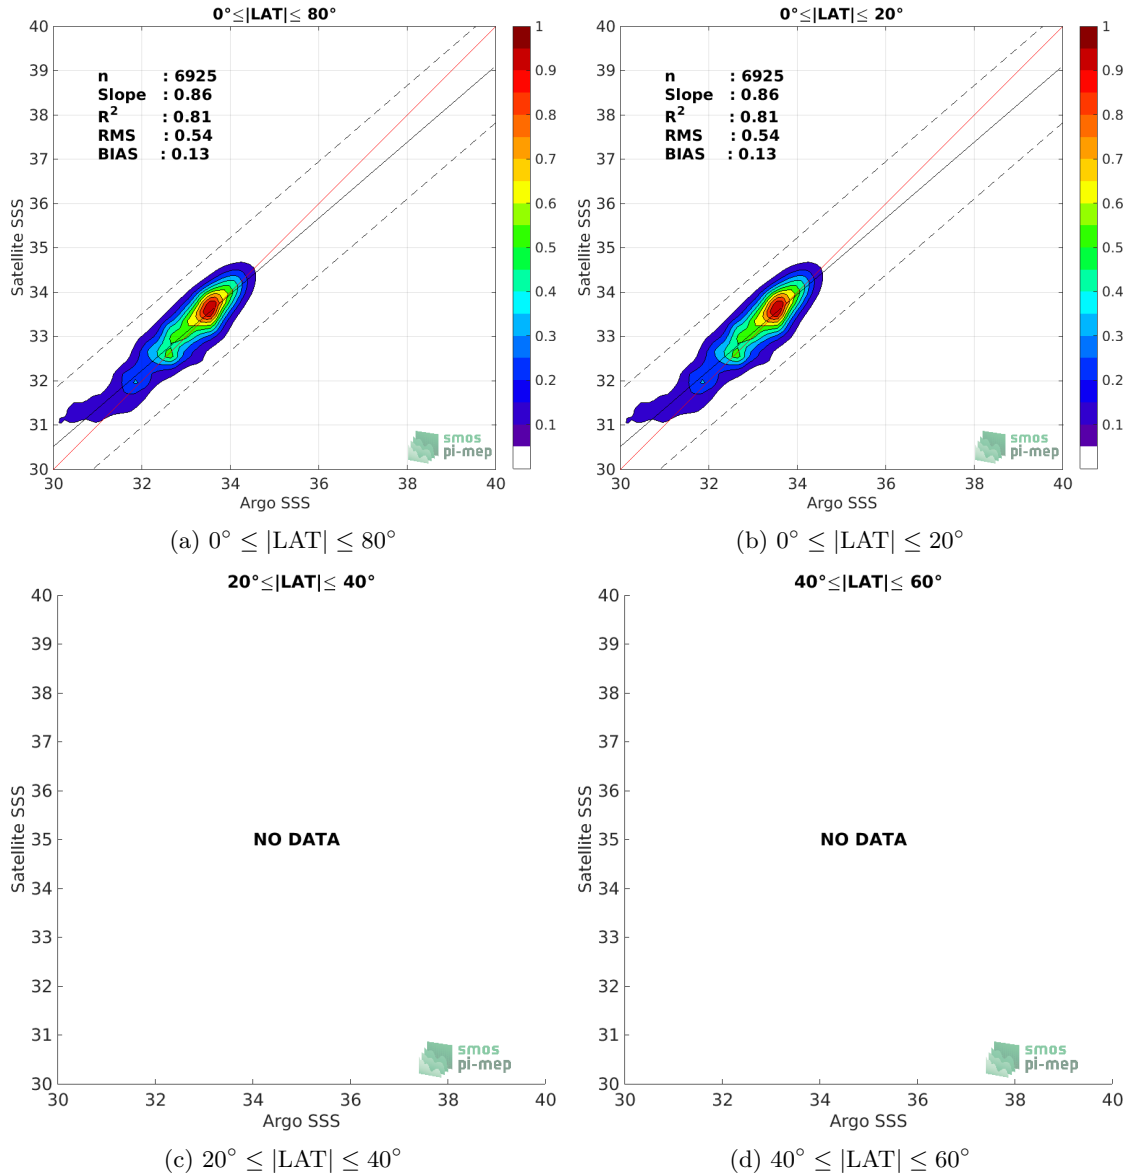 0°≤|LAT|≤ 80°
40
39
38
37
36
35
34
33
32
31
30
Satellite SSS
n : 6925
Slope : 0.86
R² : 0.81
RMS : 0.54
BIAS : 0.13
smos
pi-mep
30 32 34 36 38 40
Argo SSS
1
0.9
0.8
0.7
0.6
0.5
0.4
0.3
0.2
0.1
(a) 0° ≤ |LAT| ≤ 80°
0°≤|LAT|≤ 20°
40
39
38
37
36
35
34
33
32
31
30
Satellite SSS
n : 6925
Slope : 0.86
R² : 0.81
RMS : 0.54
BIAS : 0.13
smos
pi-mep
30 32 34 36 38 40
Argo SSS
1
0.9
0.8
0.7
0.6
0.5
0.4
0.3
0.2
0.1
(b) 0° ≤ |LAT| ≤ 20°
20°≤|LAT|≤ 40°
40
39
38
37
36
35
34
33
32
31
30
Satellite SSS
NO DATA
smos
pi-mep
30 32 34 36 38 40
Argo SSS
(c) 20° ≤ |LAT| ≤ 40°
40°≤|LAT|≤ 60°
40
39
38
37
36
35
34
33
32
31
30
Satellite SSS
NO DATA
smos
pi-mep
30 32 34 36 38 40
Argo SSS
(d) 40° ≤ |LAT| ≤ 60°